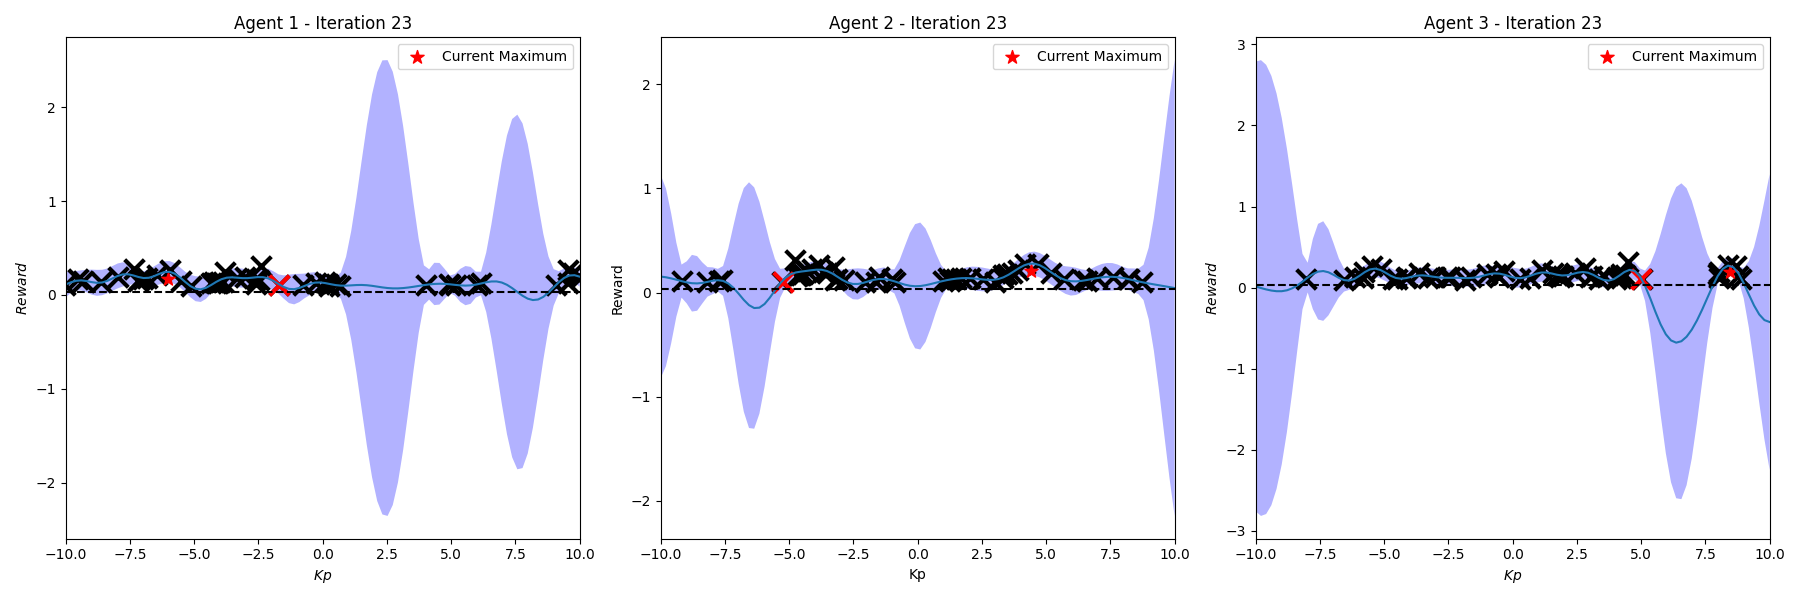 Agent 1 - Iteration 23
Current Maximum
2
1
0
−1
−2
Reward
−10.0 −7.5 −5.0 −2.5 0.0 2.5 5.0 7.5 10.0
Kp
Agent 2 - Iteration 23
Current Maximum
2
1
0
−1
−2
Reward
−10.0 −7.5 −5.0 −2.5 0.0 2.5 5.0 7.5 10.0
Kp
Agent 3 - Iteration 23
Current Maximum
3
2
1
0
−1
−2
−3
Reward
−10.0 −7.5 −5.0 −2.5 0.0 2.5 5.0 7.5 10.0
Kp